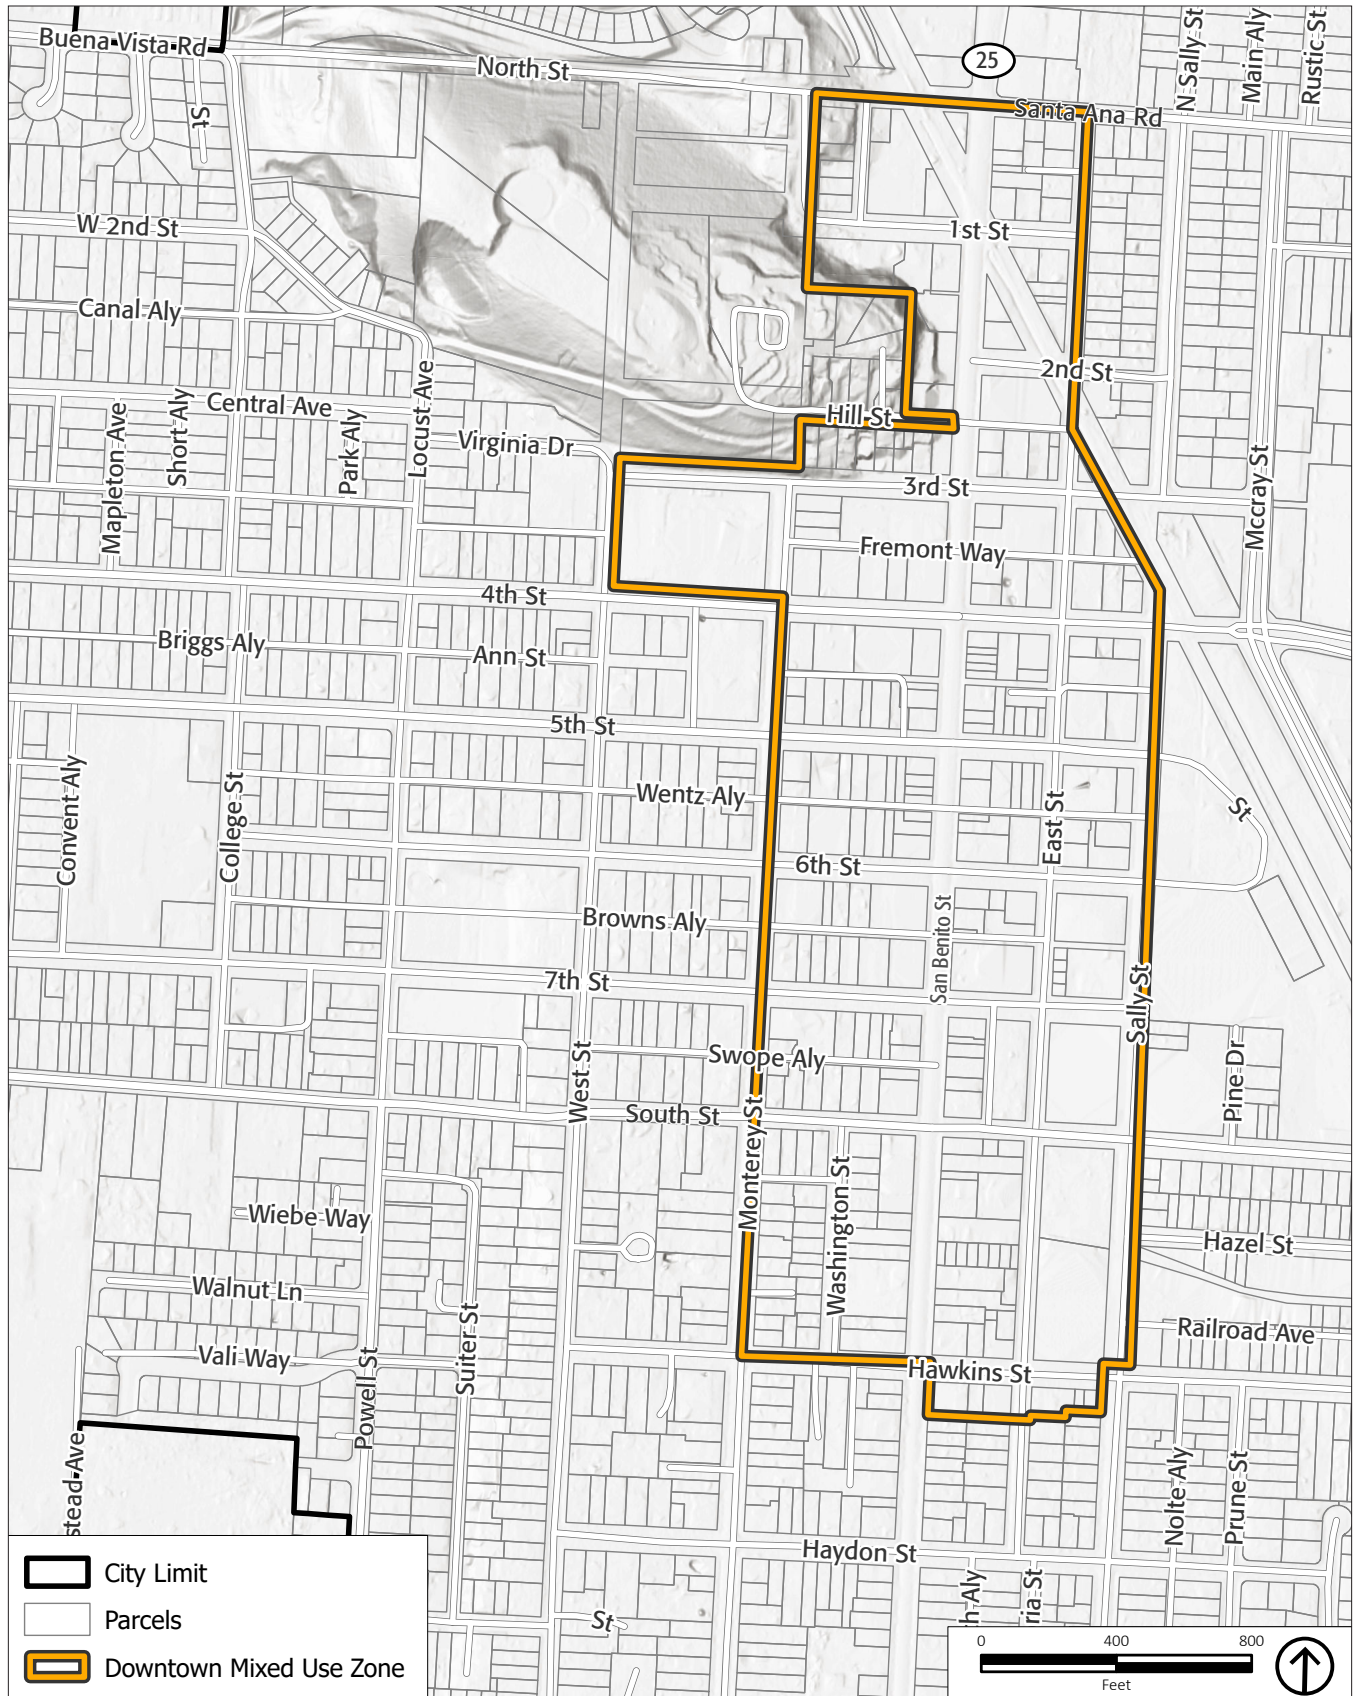 Buena Vista Rd
North St
25
Santa Ana Rd
N Sally St
Main Aly
Rustic St
St
W 2nd St
1st St
Canal Aly
2nd St
Central Ave
Short Aly
Mapleton Ave
Park Aly
Locust Ave
Virginia Dr
Hill St
3rd St
Mccray St
Fremont Way
4th St
Briggs Aly
Ann St
5th St
Convent Aly
College St
Wentz Aly
East St
St
6th St
Browns Aly
San Benito St
7th St
Sally St
West St
Swope Aly
Pine Dr
South St
Monterey St
Washington St
Wiebe Way
Hazel St
Walnut Ln
Suiter St
Railroad Ave
Vali Way
Powell St
Hawkins St
stead Ave
Nolte Aly
Prune St
Haydon St
h Aly
ria St
St
City Limit
Parcels
Downtown Mixed Use Zone
0 400 800
Feet